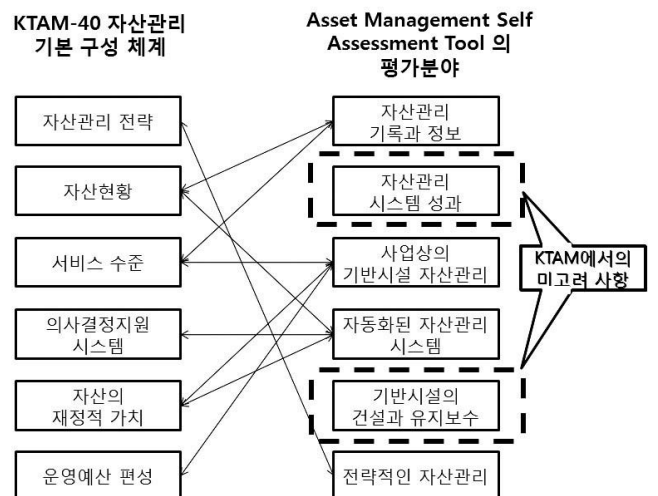 KTAM-40 자산관리
기본 구성 체계
Asset Management Self
Assessment Tool 의
평가분야
자산관리 전략
자산현황
서비스 수준
의사결정지원
시스템
자산의
재정적 가치
운영예산 편성
자산관리
기록과 정보
자산관리
시스템 성과
사업상의
기반시설 자산관리
자동화된 자산관리
시스템
기반시설의
건설과 유지보수
전략적인 자산관리
KTAM에서의
미고려 사항